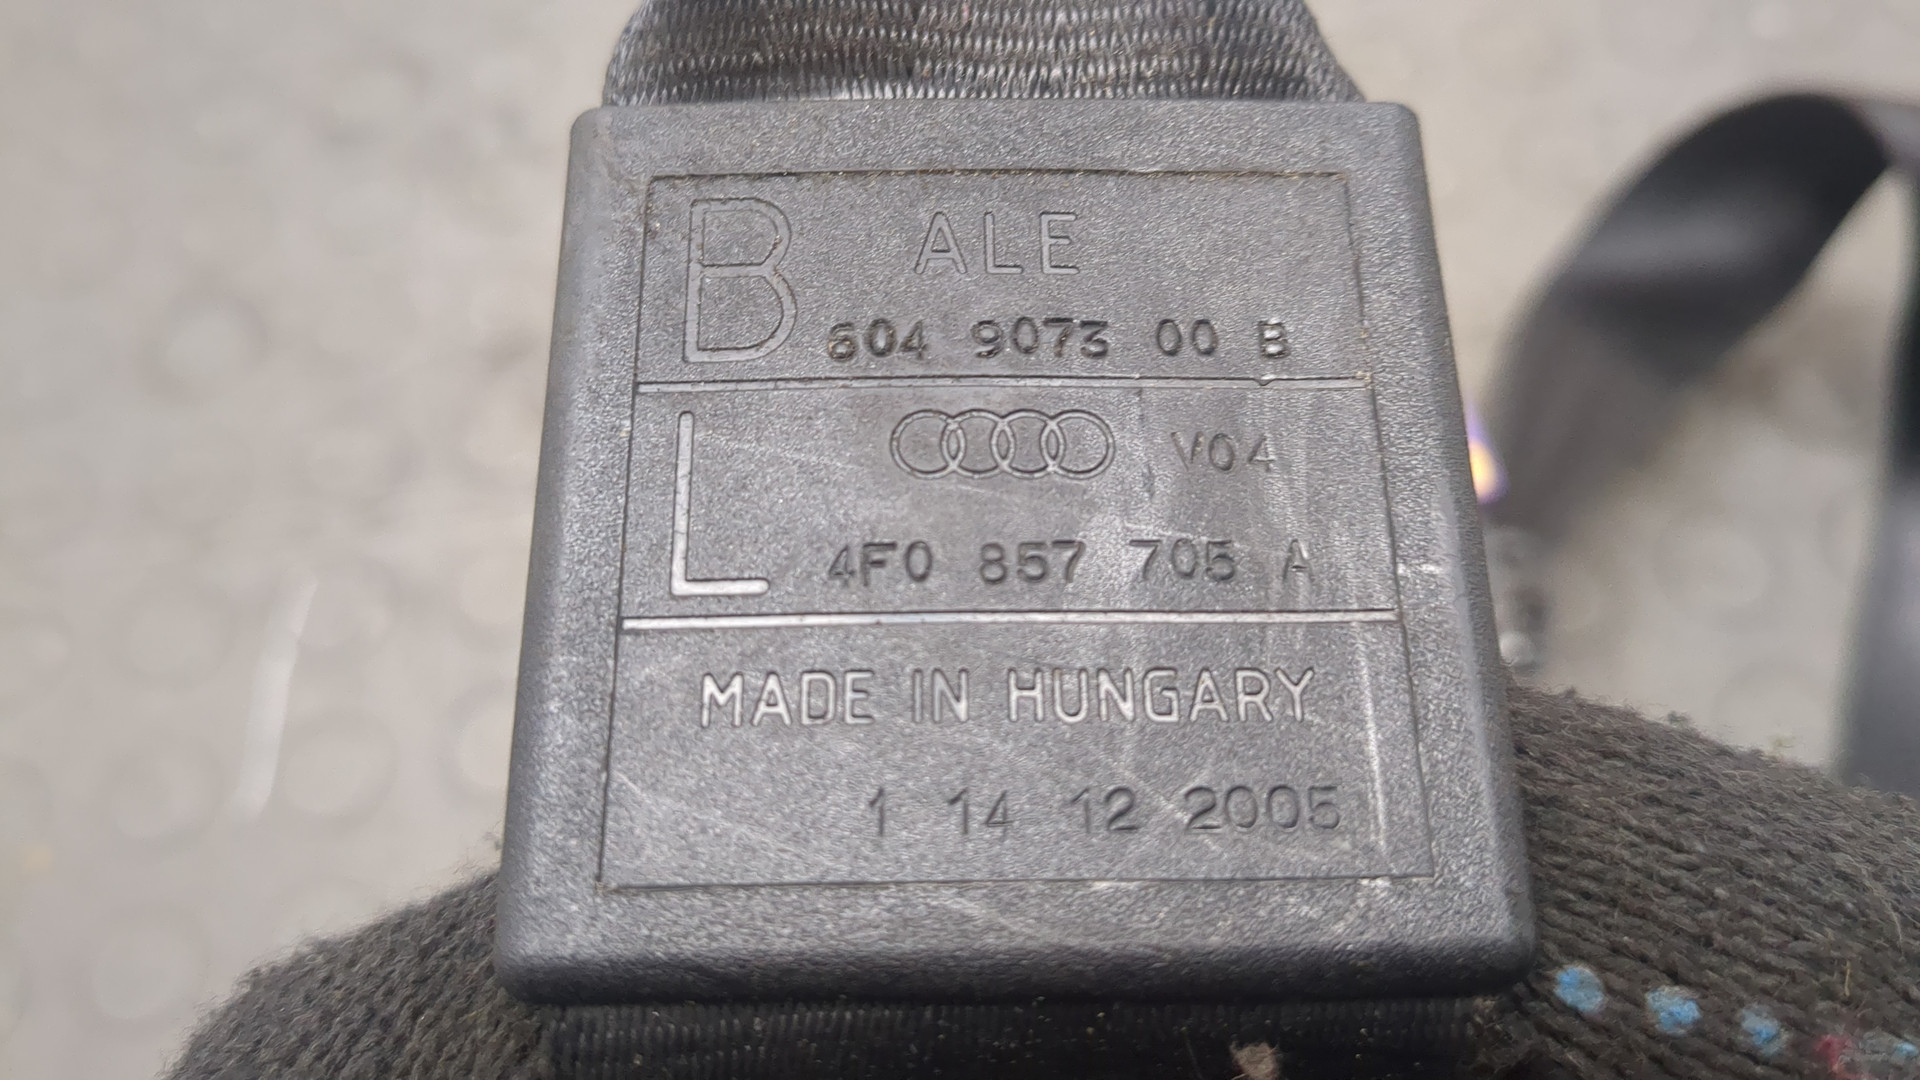 B ALE
604 9073 00 B
L V04
4F0 857 705 A
MADE IN HUNGARY
1 14 12 2005